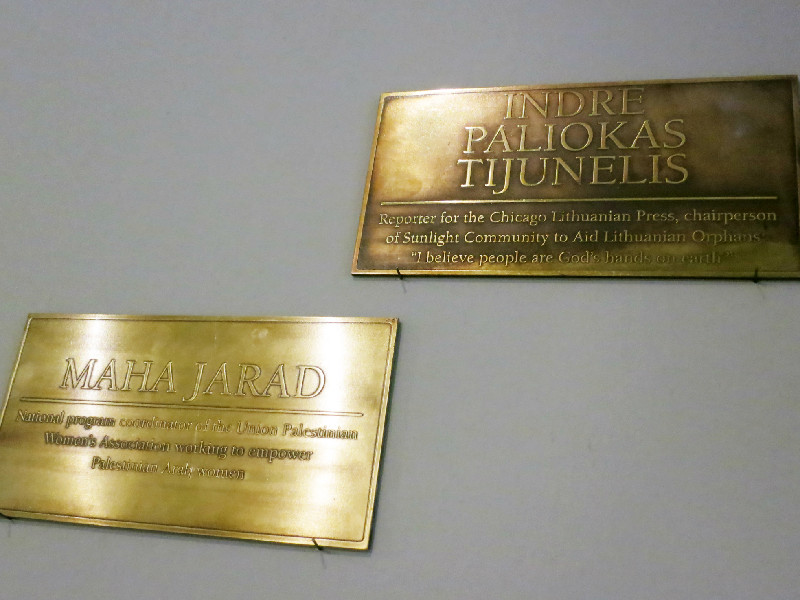 INDRE
PALIOKAS
TIJUNELIS
Reporter for the Chicago Lithuanian Press, chairperson
of Sunlight Community to Aid Lithuanian Orphans
"I believe people are God's hands on earth"
MAHA JARAD
National program coordinator of the Union Palestinian
Women's Association working to empower
Palestinian Arab women